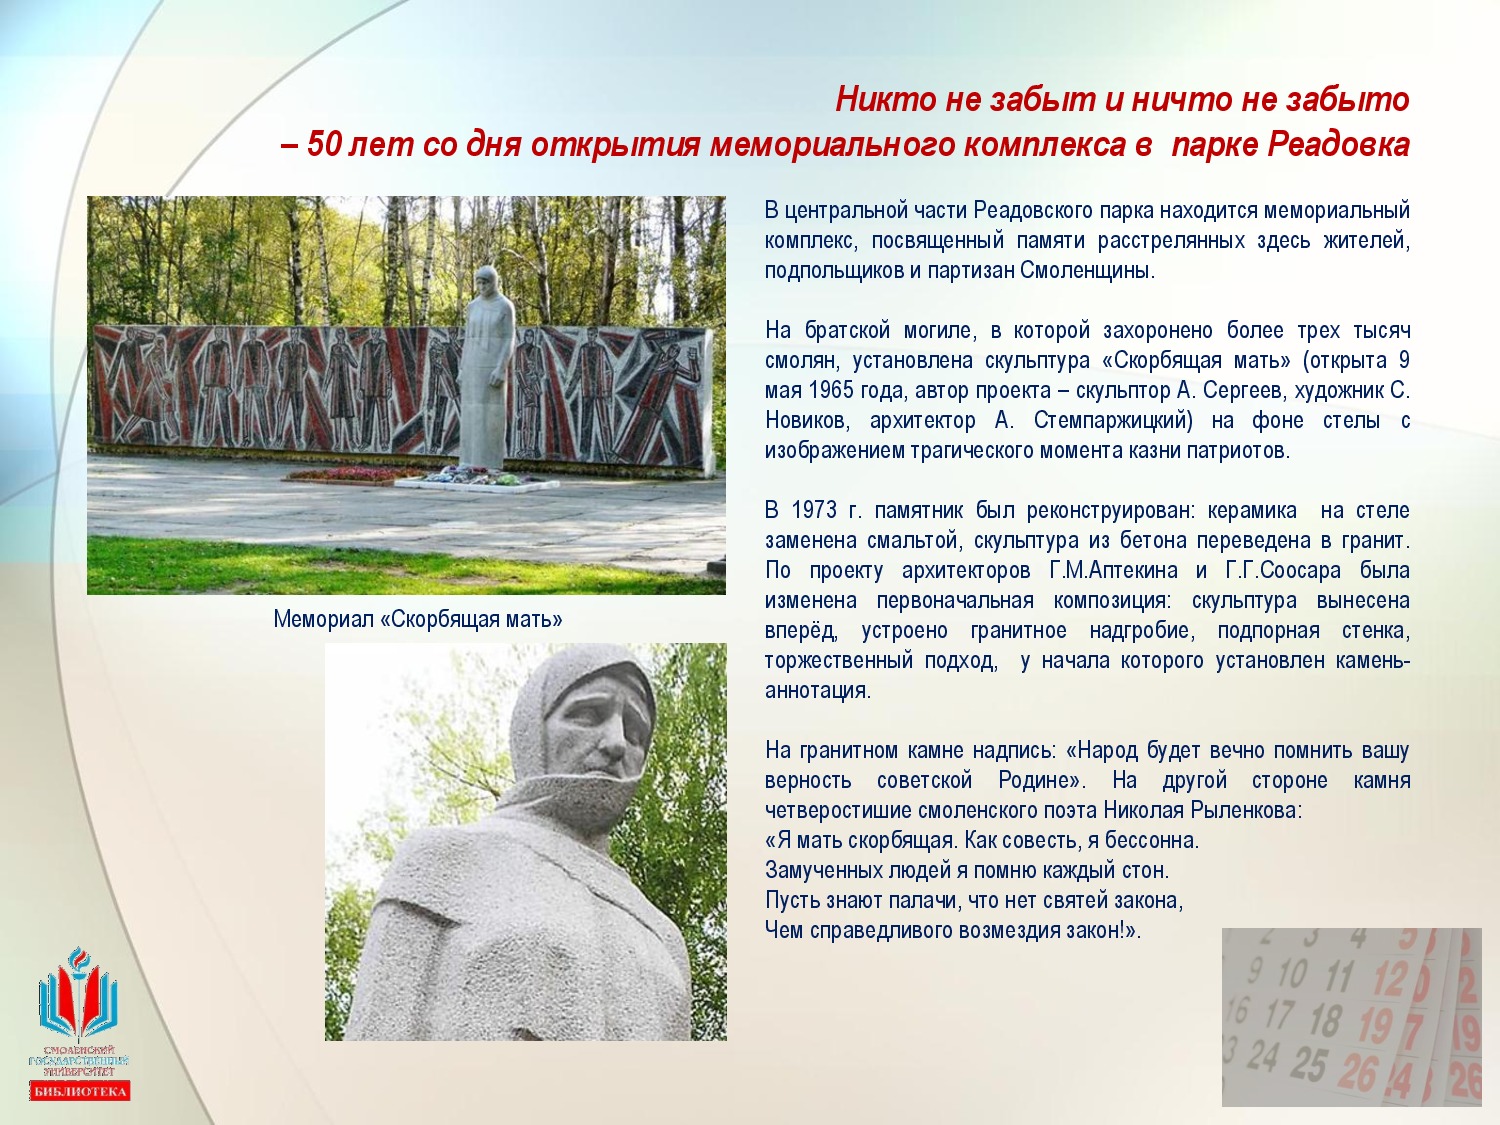 Никто не забыт и ничто не забыто
– 50 лет со дня открытия мемориального комплекса в парке Реадовка
В центральной части Реадовского парка находится мемориальный
комплекс, посвященный памяти расстрелянных здесь жителей,
подпольщиков и партизан Смоленщины.
На братской могиле, в которой захоронено более трех тысяч
смолян, установлена скульптура «Скорбящая мать» (открыта 9
мая 1965 года, автор проекта – скульптор А. Сергеев, художник С.
Новиков, архитектор А. Стемпаржицкий) на фоне стелы с
изображением трагического момента казни патриотов.
В 1973 г. памятник был реконструирован: керамика на стеле
заменена смальтой, скульптура из бетона переведена в гранит.
По проекту архитекторов Г.М.Аптекина и Г.Г.Соосара была
изменена первоначальная композиция: скульптура вынесена
вперёд, устроено гранитное надгробие, подпорная стенка,
торжественный подход, у начала которого установлен камень-
аннотация.
На гранитном камне надпись: «Народ будет вечно помнить вашу
верность советской Родине». На другой стороне камня
четверостишие смоленского поэта Николая Рыленкова:
«Я мать скорбящая. Как совесть, я бессонна.
Замученных людей я помню каждый стон.
Пусть знают палачи, что нет святей закона,
Чем справедливого возмездия закон!».
Мемориал «Скорбящая мать»
СМОЛЕНСКИЙ
ГОСУДАРСТВЕННЫЙ
УНИВЕРСИТЕТ
БИБЛИОТЕКА
2 3 4 5
9 10 11 12
16 17 18 19
24 25 26